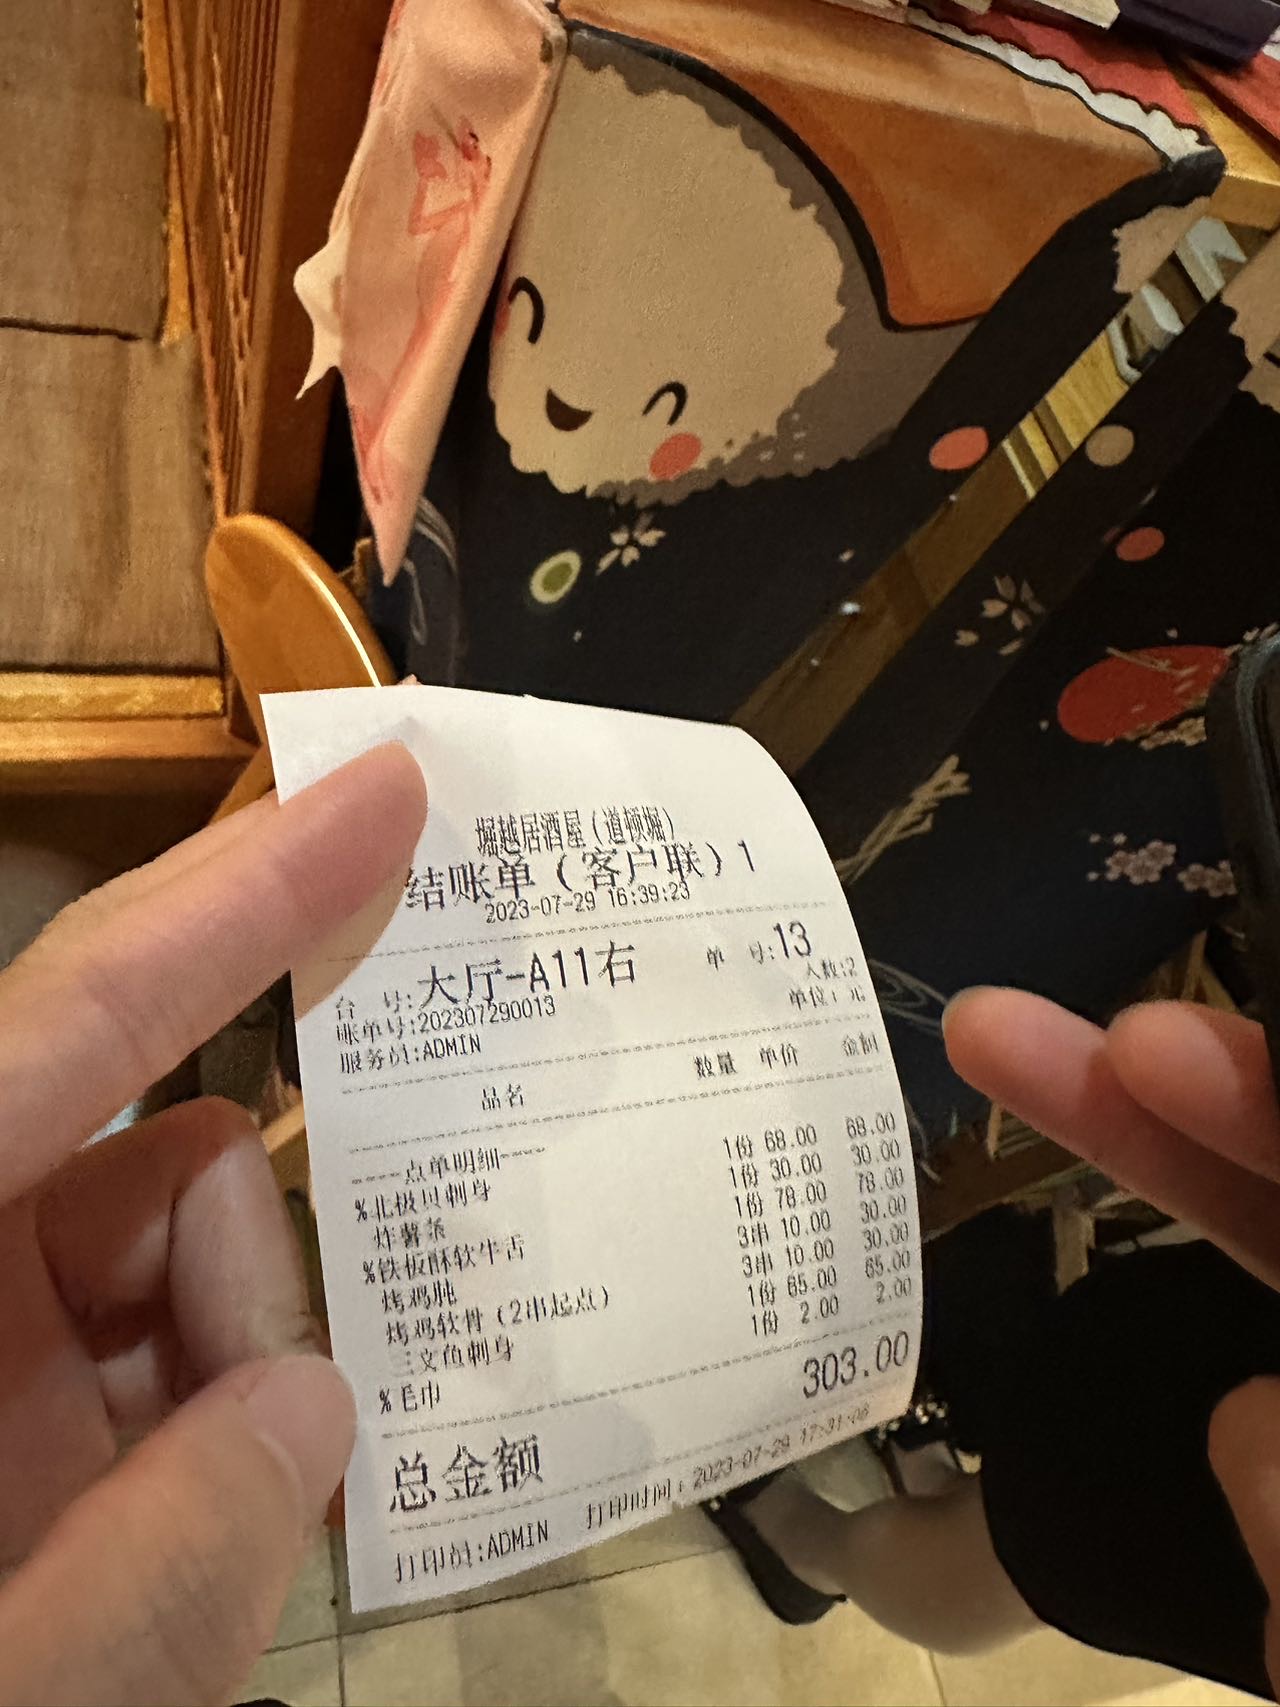 堀越居酒屋（道顿堀）
结账单（客户联）1
2023-07-29 16:39:23
台 号:大厅-A11右 单 号:13
账单号:202307290013 人数:2
服务员:ADMIN 单位：元
品名 数量 单价 金额
----点单明细----
%北极贝刺身 1份 68.00 68.00
炸薯条 1份 30.00 30.00
%铁板酥软牛舌 1份 78.00 78.00
烤鸡肫 3串 10.00 30.00
烤鸡软骨（2串起点） 3串 10.00 30.00
三文鱼刺身 1份 65.00 65.00
%毛巾 1份 2.00 2.00
总金额 303.00
打印员:ADMIN 打印时间：2023-07-29 17:31:06